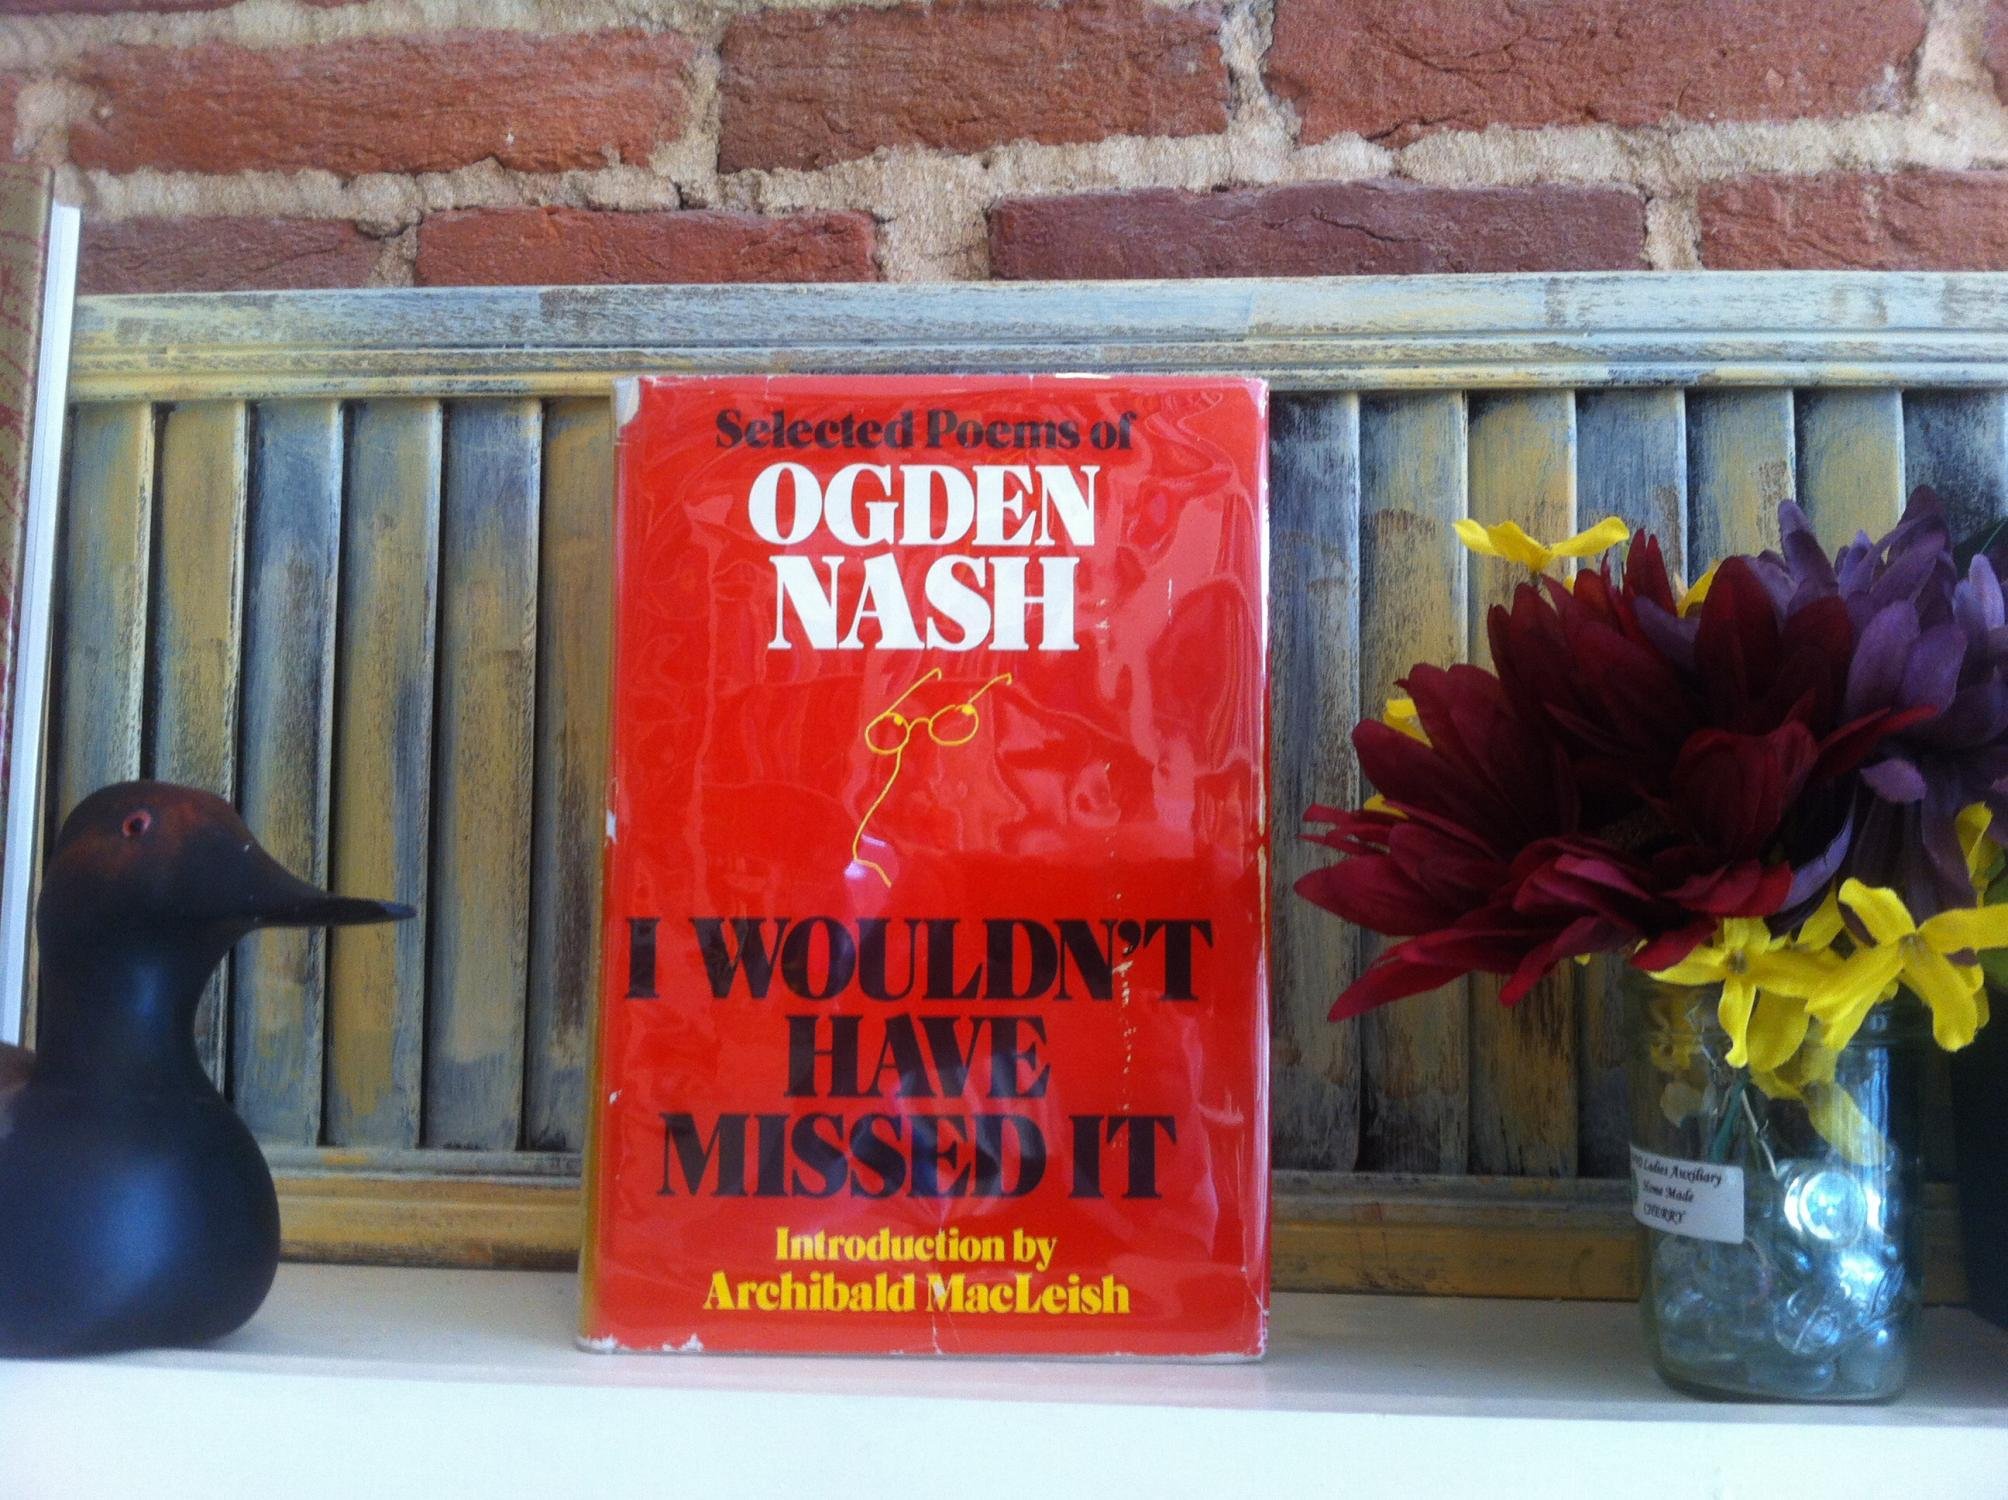 Selected Poems of
OGDEN
NASH
I WOULDN'T
HAVE
MISSED IT
Introduction by
Archibald MacLeish
Ladies Auxiliary
Home Made
CHERRY